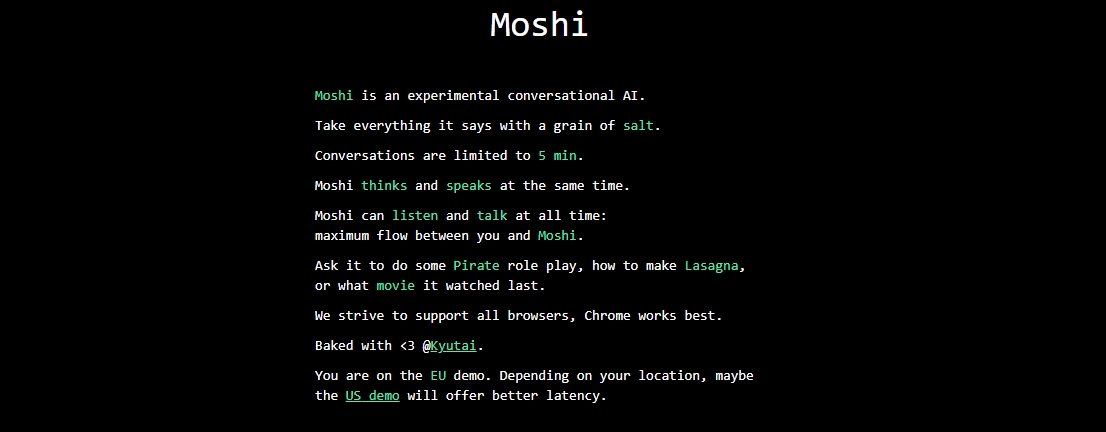 Moshi
Moshi is an experimental conversational AI.
Take everything it says with a grain of salt.
Conversations are limited to 5 min.
Moshi thinks and speaks at the same time.
Moshi can listen and talk at all time:
maximum flow between you and Moshi.
Ask it to do some Pirate role play, how to make Lasagna,
or what movie it watched last.
We strive to support all browsers, Chrome works best.
Baked with <3 @Kyutai.
You are on the EU demo. Depending on your location, maybe
the US demo will offer better latency.